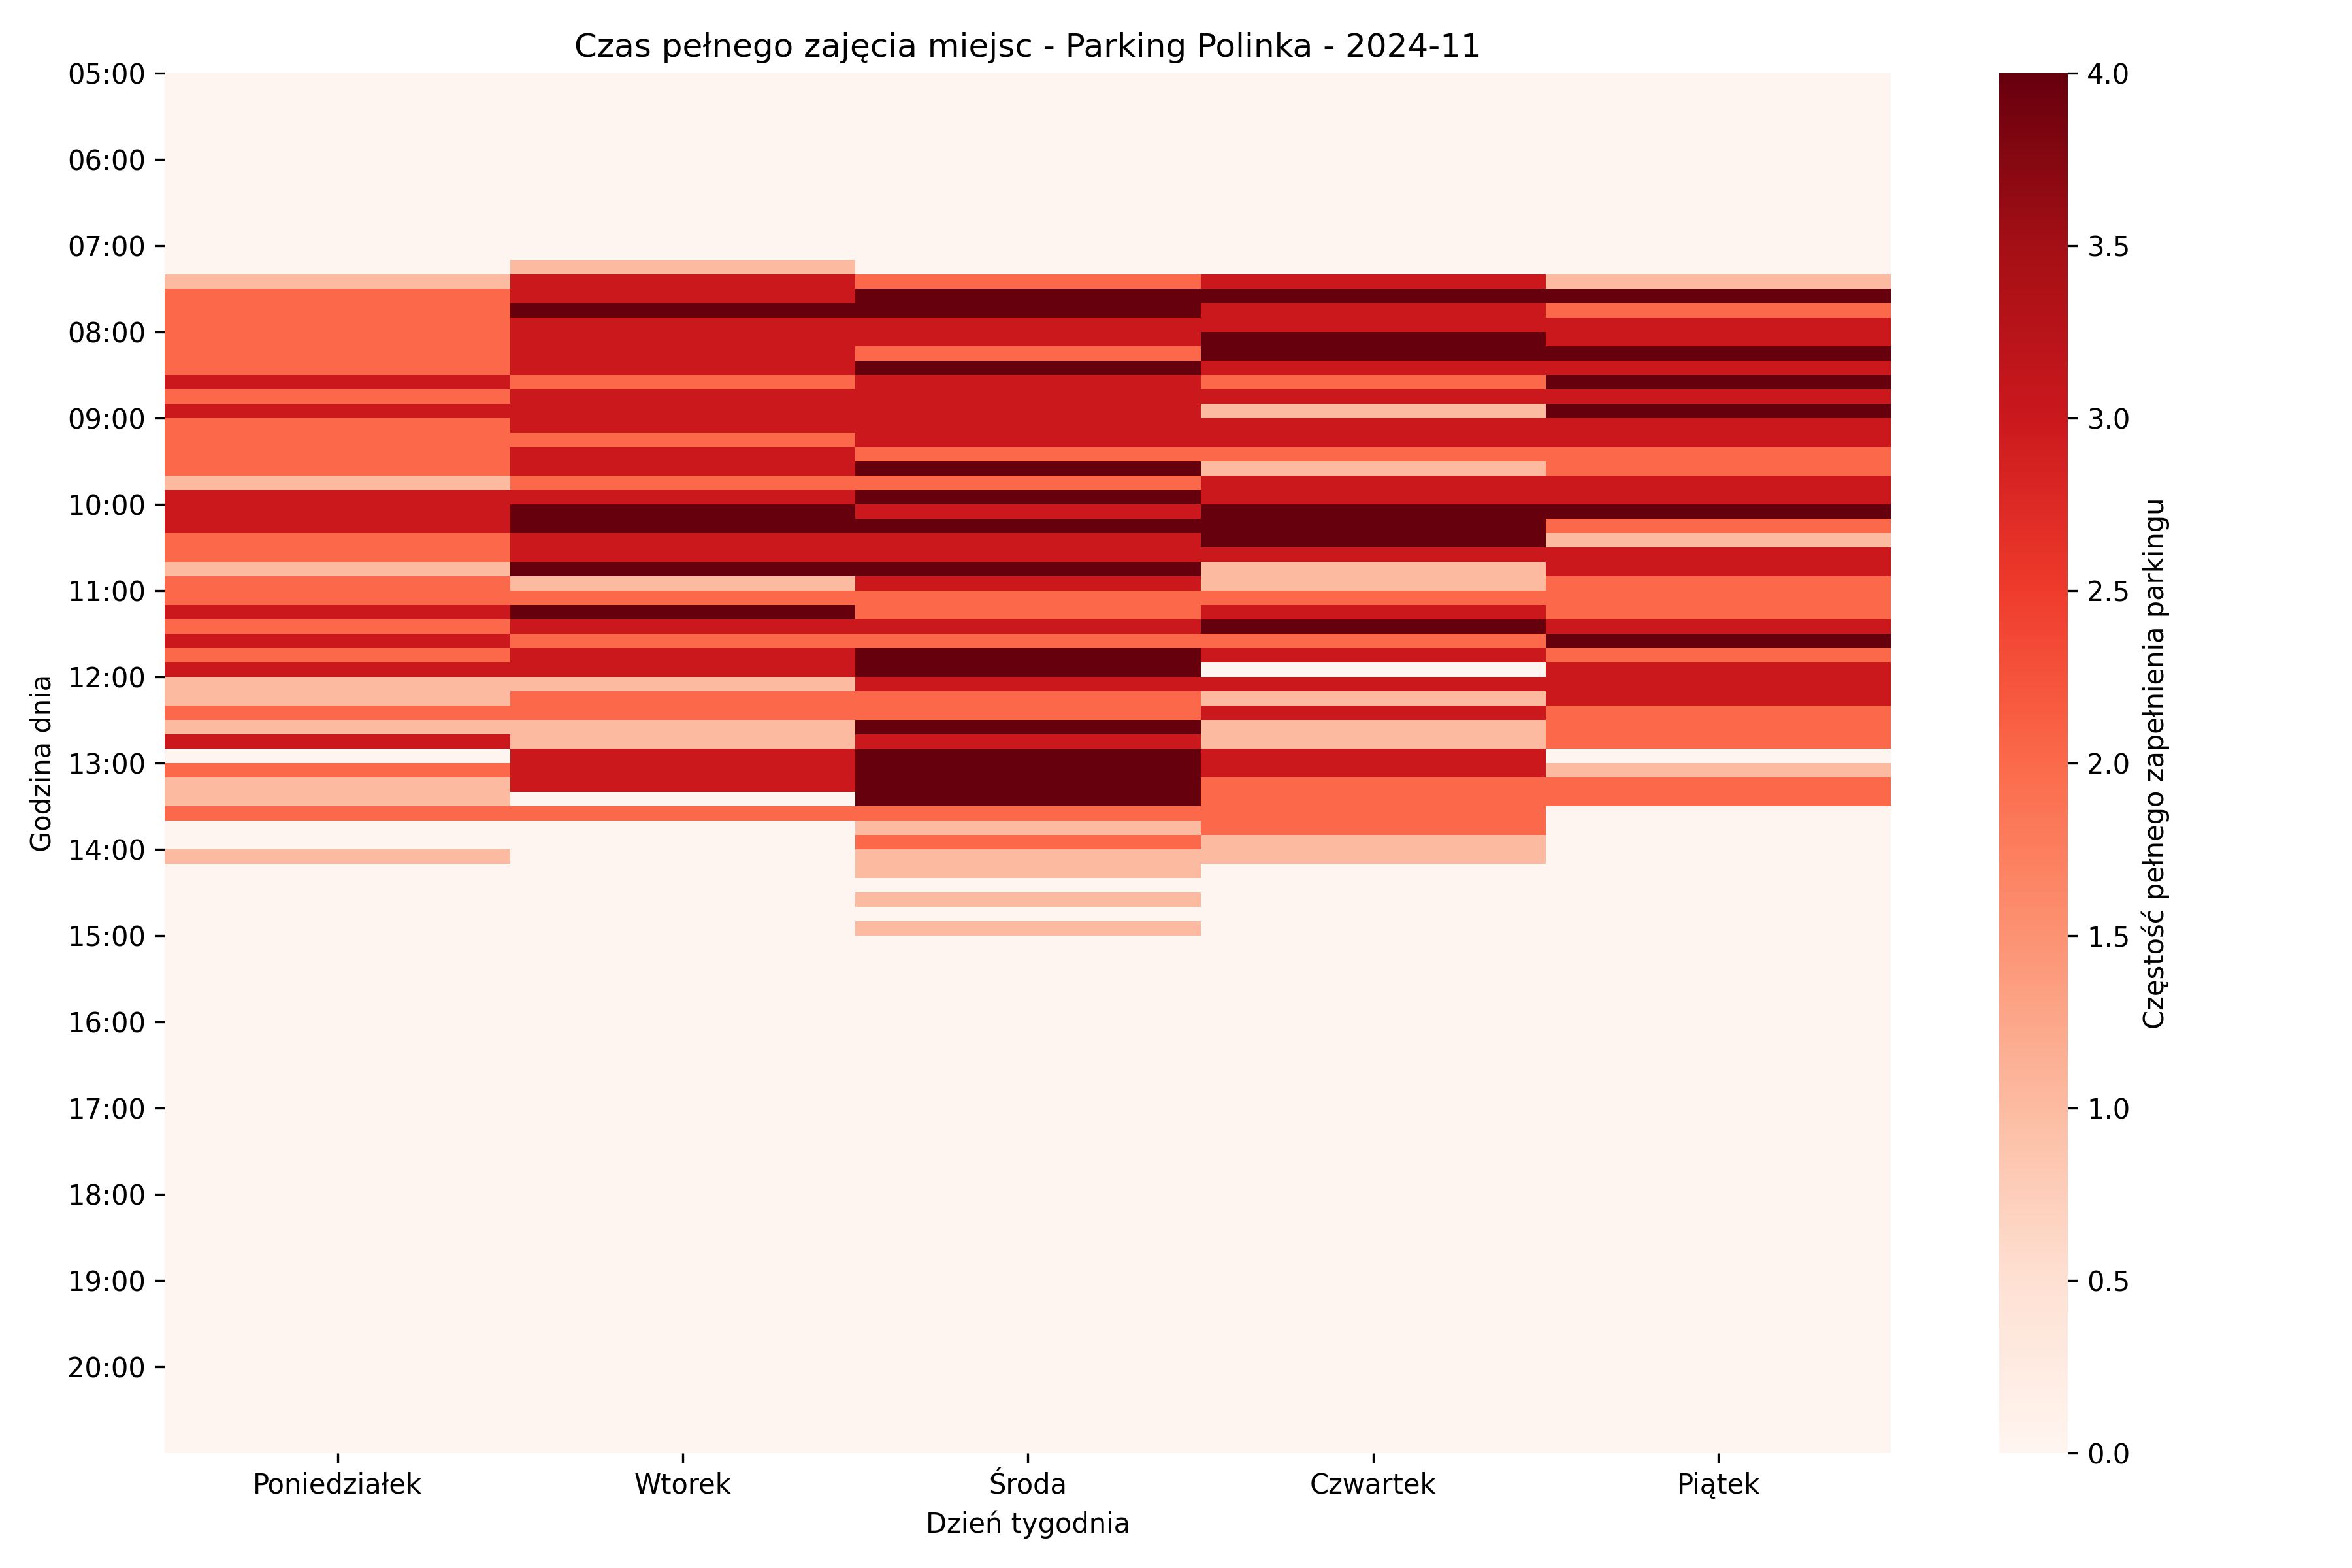 Czas pełnego zajęcia miejsc - Parking Polinka - 2024-11
Godzina dnia
05:00
06:00
07:00
08:00
09:00
10:00
11:00
12:00
13:00
14:00
15:00
16:00
17:00
18:00
19:00
20:00
Poniedziałek
Wtorek
Środa
Czwartek
Piątek
Dzień tygodnia
4.0
3.5
3.0
2.5
2.0
1.5
1.0
0.5
0.0
Częstość pełnego zapełnienia parkingu